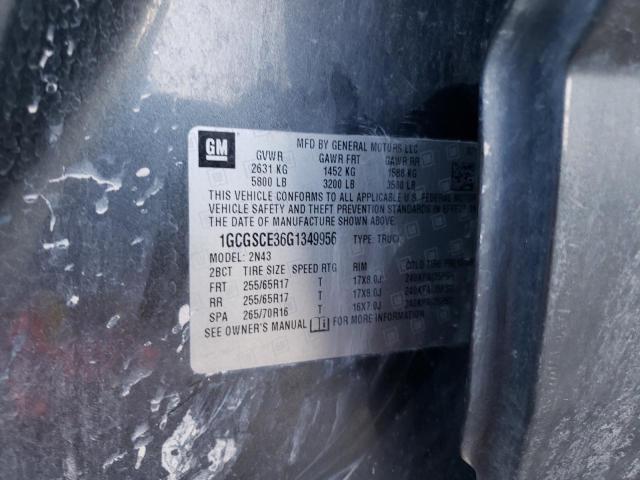 GM
MFD BY GENERAL MOTORS LLC
GVWR GAWR FRT GAWR RR
2631 KG 1452 KG 1588 KG
5800 LB 3200 LB 3500 LB
THIS VEHICLE CONFORMS TO ALL APPLICABLE U.S. FEDERAL MOTOR
VEHICLE SAFETY AND THEFT PREVENTION STANDARDS IN EFFECT ON
THE DATE OF MANUFACTURE SHOWN ABOVE.
1GCGSCE36G1349956 TYPE: TRUCK
MODEL: 2N43
2BCT TIRE SIZE SPEED RTG RIM COLD TIRE
FRT 255/65R17 T 17X8.0J
RR 255/65R17 T 17X8.0J
SPA 265/70R16 T 16X7.0J
SEE OWNER'S MANUAL FOR MORE INFORMATION